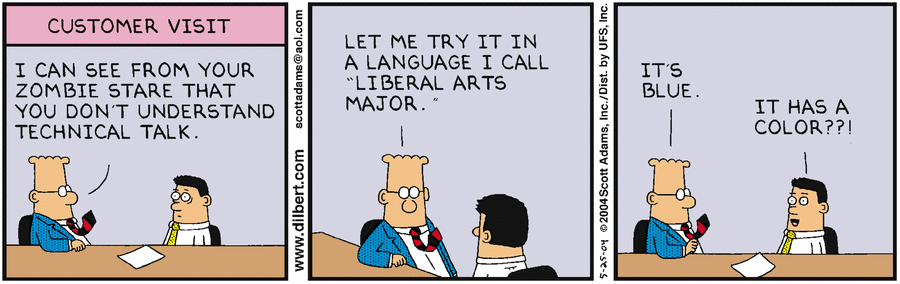 CUSTOMER VISIT
I CAN SEE FROM YOUR
ZOMBIE STARE THAT
YOU DON'T UNDERSTAND
TECHNICAL TALK.
www.dilbert.com scottadams@aol.com
LET ME TRY IT IN
A LANGUAGE I CALL
"LIBERAL ARTS
MAJOR."
5-25-04 ©2004 Scott Adams, Inc./Dist. by UFS, Inc.
IT'S
BLUE.
IT HAS A
COLOR??!